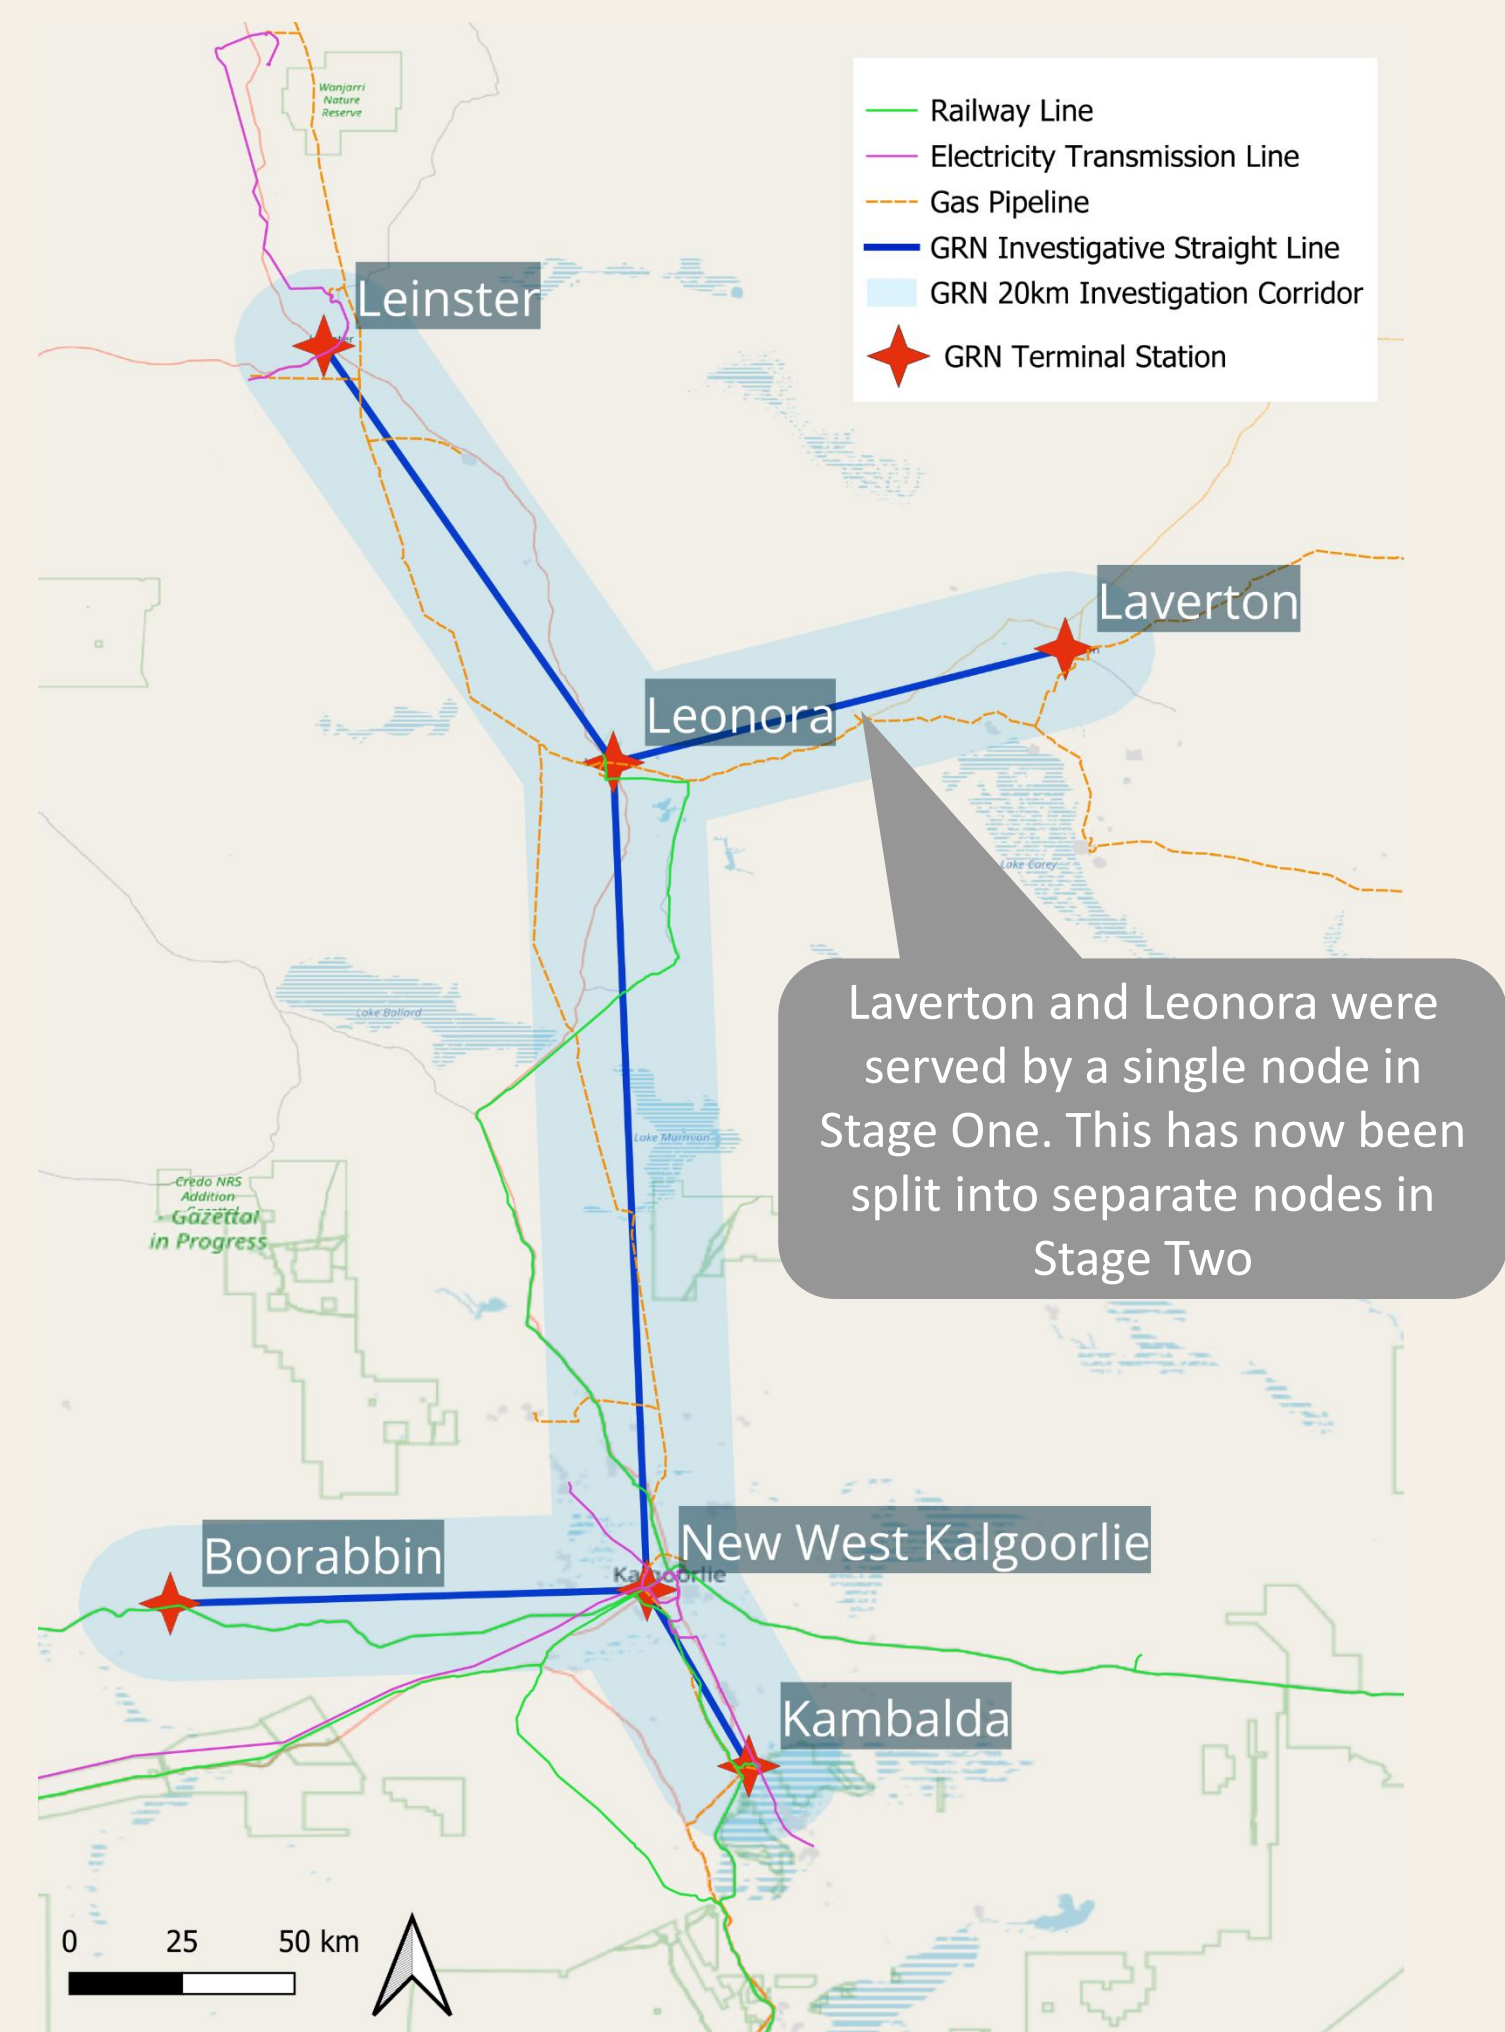 Wanjarri
Nature
Reserve
Railway Line
Electricity Transmission Line
Gas Pipeline
GRN Investigative Straight Line
GRN 20km Investigation Corridor
GRN Terminal Station
Leinster
Laverton
Leonora
Lake Carey
Lake Ballard
Laverton and Leonora were
served by a single node in
Stage One. This has now been
split into separate nodes in
Stage Two
Lake Marmion
Credo NRS
Addition
Gazettal
in Progress
Boorabbin
New West Kalgoorlie
Kalgoorlie
Kambalda
0 25 50 km